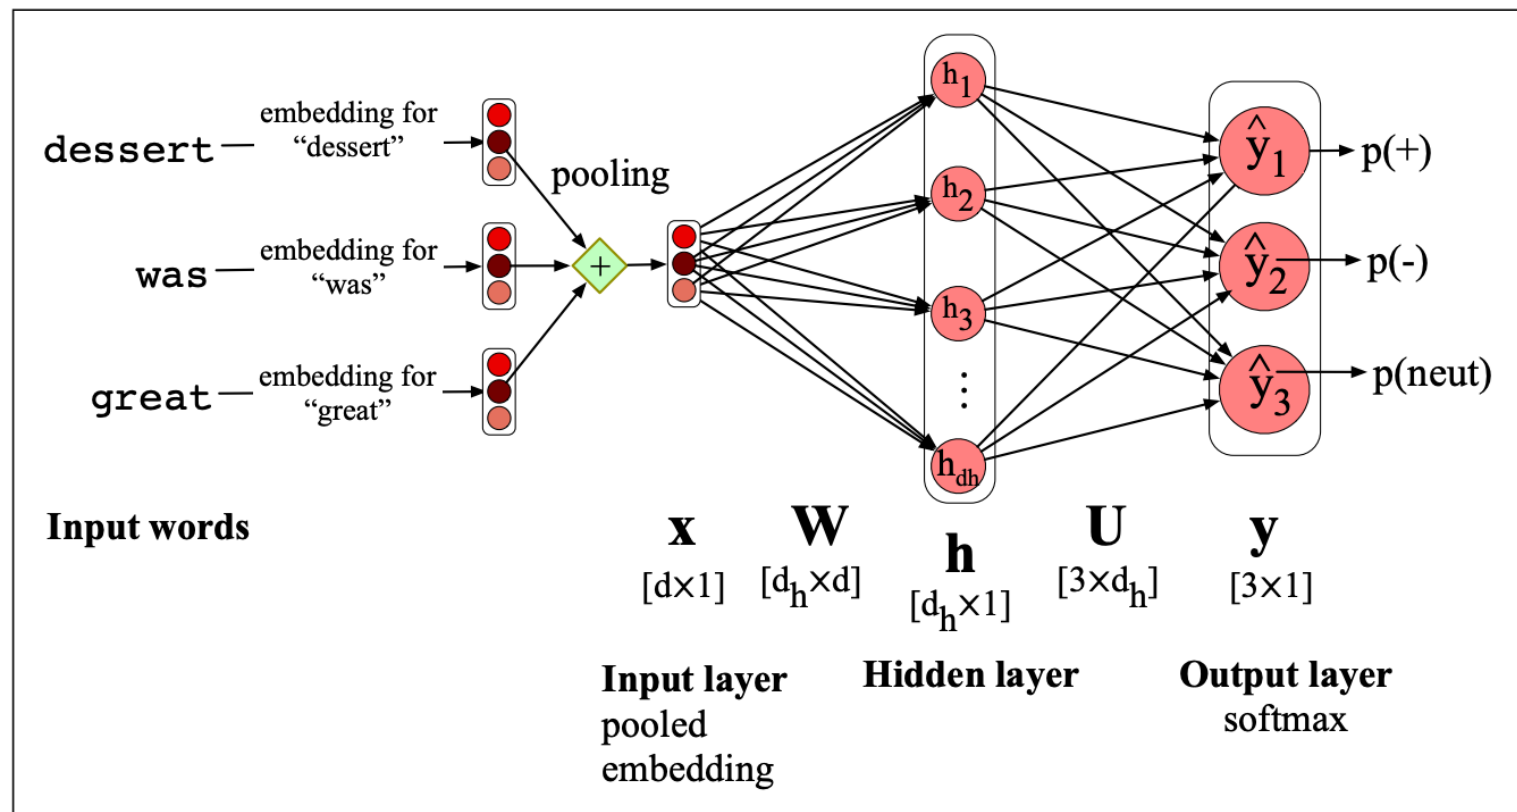 dessert
embedding for
“dessert”
pooling
was
embedding for
“was”
+
great
embedding for
“great”
h1
h2
h3
⋮
hdh
ŷ1
ŷ2
ŷ3
p(+)
p(-)
p(neut)
Input words
x
[d×1]
W
[dh×d]
h
[dh×1]
U
[3×dh]
y
[3×1]
Input layer
pooled
embedding
Hidden layer
Output layer
softmax